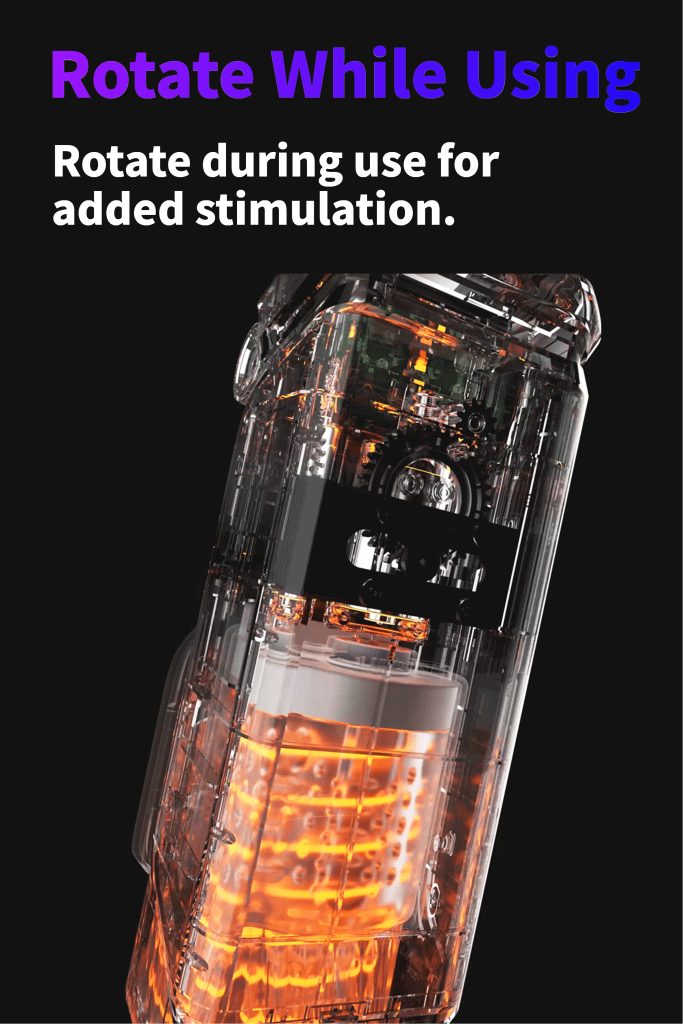 Rotate While Using
Rotate during use for
added stimulation.